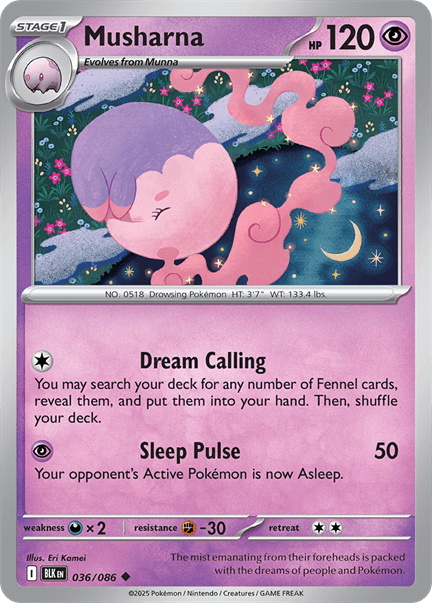 STAGE 1
Musharna
HP 120
Evolves from Munna
NO. 0518 Drowsing Pokémon HT: 3'7" WT: 133.4 lbs.
Dream Calling
You may search your deck for any number of Fennel cards,
reveal them, and put them into your hand. Then, shuffle
your deck.
Sleep Pulse 50
Your opponent's Active Pokémon is now Asleep.
weakness ×2 resistance -30 retreat
Illus. Eri Kamei
The mist emanating from their foreheads is packed
with the dreams of people and Pokémon.
I BLK EN 036/086
©2025 Pokémon / Nintendo / Creatures / GAME FREAK